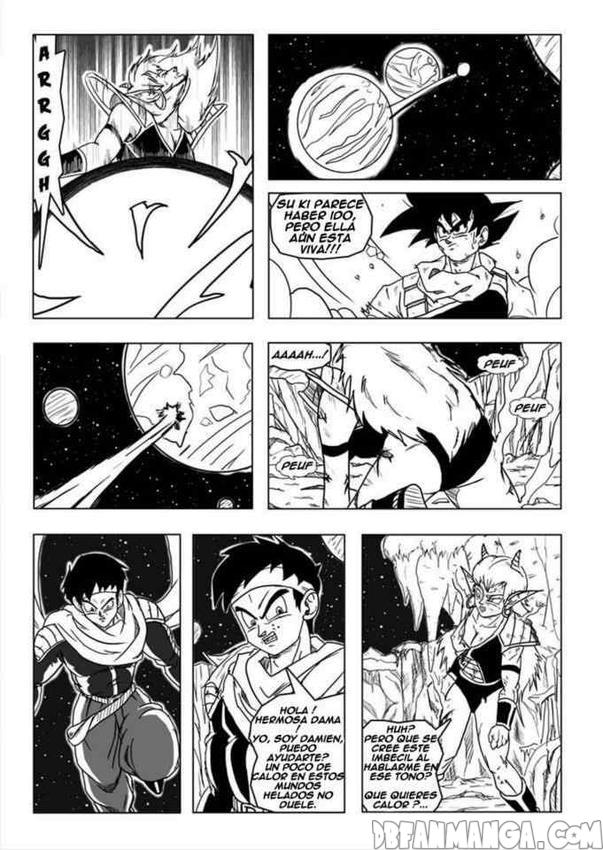 ARRGGH
SU KI PARECE
HABER IDO,
PERO ELLA
AÚN ESTA
VIVA!!!
AAAAH...!
PEUF
PEUF
PEUF
HOLA !
HERMOSA DAMA
!
YO, SOY DAMIEN,
PUEDO
AYUDARTE?
UN POCO DE
CALOR EN ESTOS
MUNDOS
HELADOS NO
DUELE.
HUH?
PERO QUE SE
CREE ESTE
IMBECIL AL
HABLARME EN
ESE TONO?
QUE QUIERES
CALOR ?...
DBFANMANGA.COM